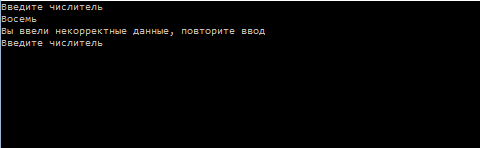 Введите числитель
Восемь
Вы ввели некорректные данные, повторите ввод
Введите числитель